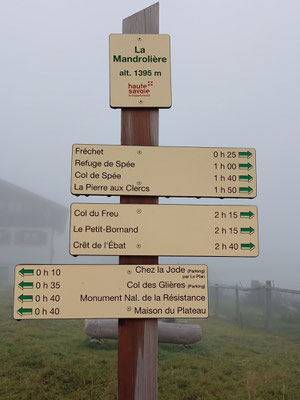 La
Mandrolière
alt. 1395 m
haute
savoie
Fréchet 0 h 25
Refuge de Spée 1 h 00
Col de Spée 1 h 40
La Pierre aux Clercs 1 h 50
Col du Freu 2 h 15
Le Petit-Bornand 2 h 15
Crêt de l'Ébat 2 h 40
0 h 10 Chez la Jode (Parking)
par Le Plan
0 h 35 Col des Glières (Parking)
0 h 40 Monument Nal. de la Résistance
0 h 40 Maison du Plateau